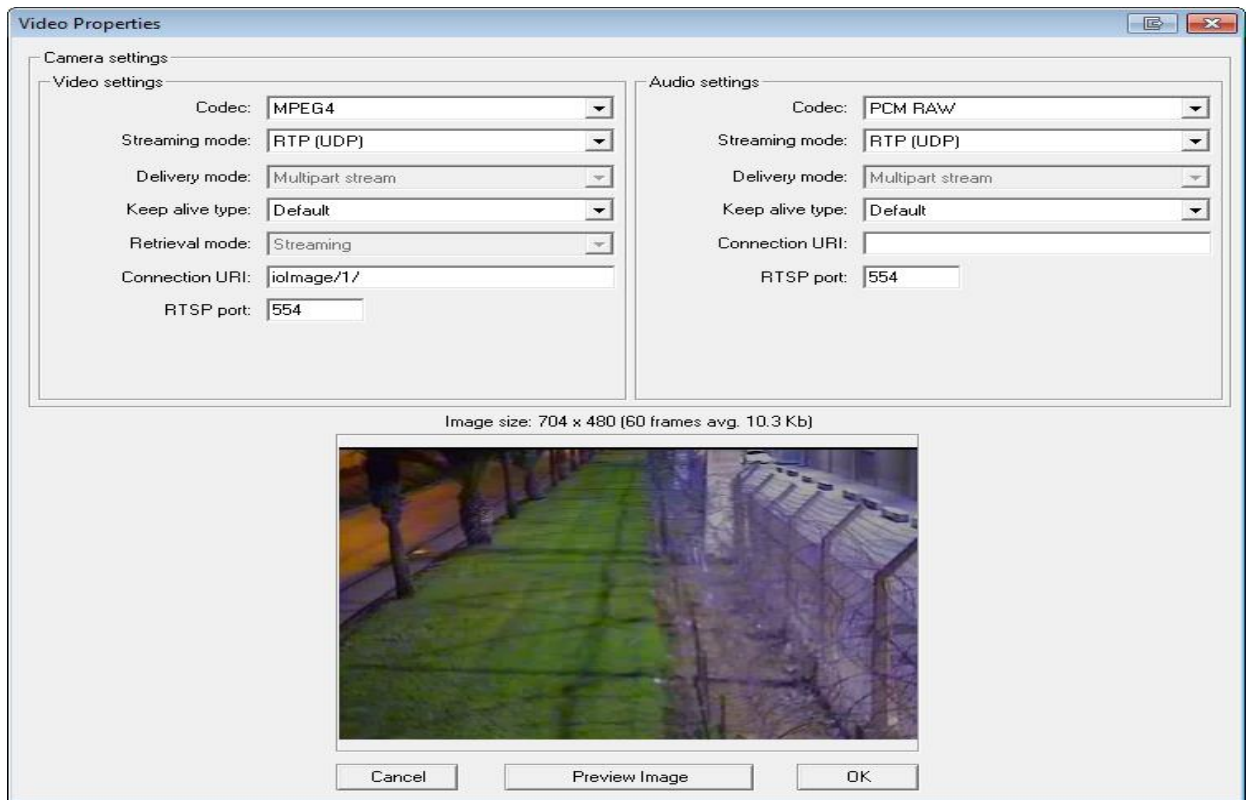 Video Properties
Camera settings
Video settings
Codec: MPEG4
Streaming mode: RTP (UDP)
Delivery mode: Multipart stream
Keep alive type: Default
Retrieval mode: Streaming
Connection URI: ioImage/1/
RTSP port: 554
Audio settings
Codec: PCM RAW
Streaming mode: RTP (UDP)
Delivery mode: Multipart stream
Keep alive type: Default
Connection URI:
RTSP port: 554
Image size: 704 x 480 (60 frames avg. 10.3 Kb)
Cancel
Preview Image
OK